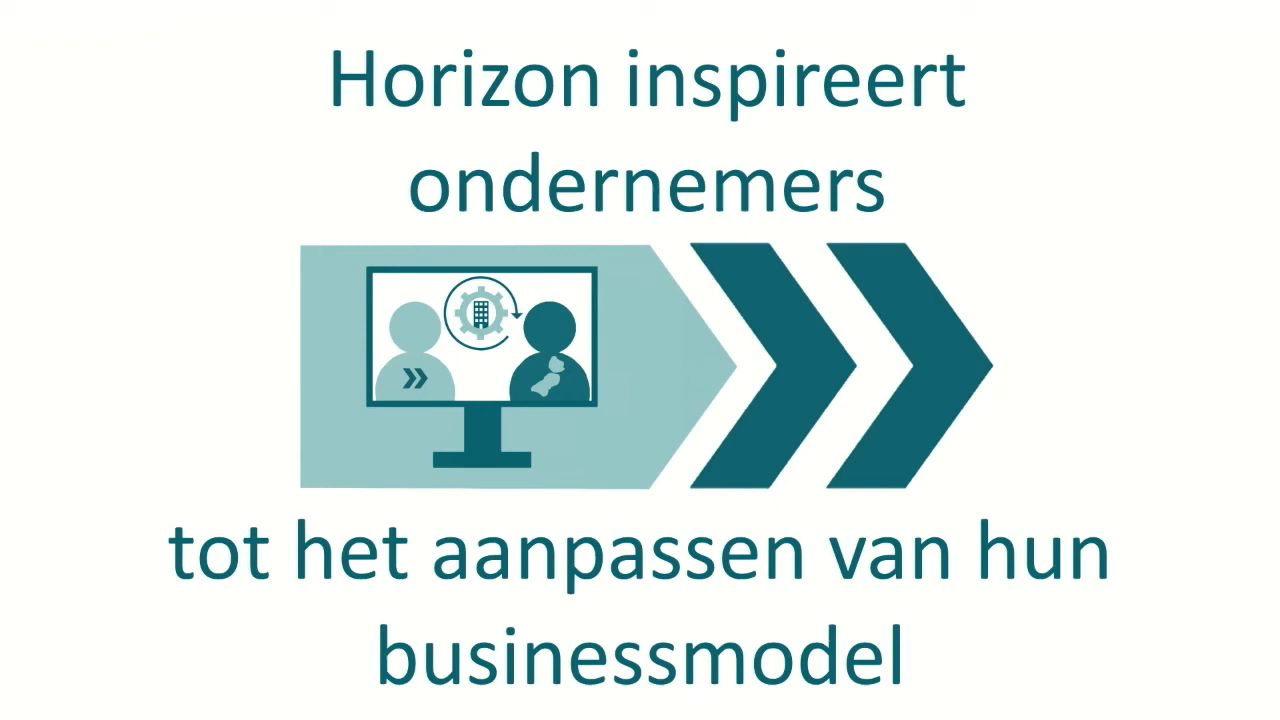 Horizon inspireert
ondernemers
tot het aanpassen van hun
businessmodel